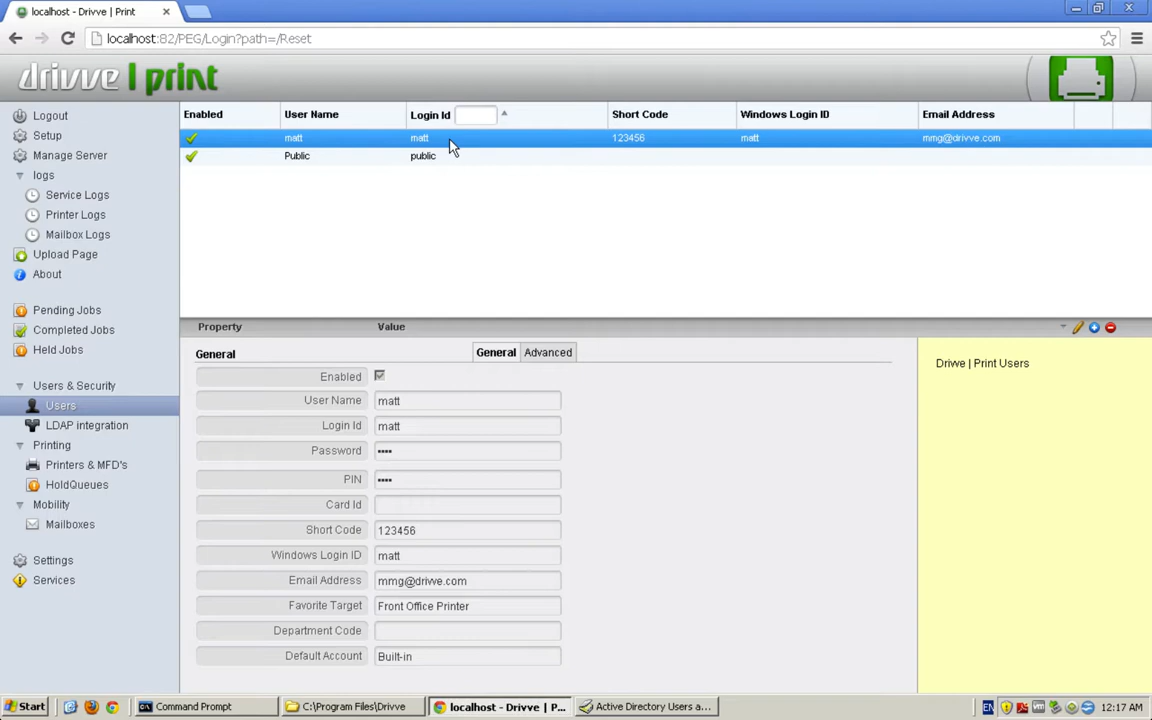 localhost - Drivve | Print
localhost:82/PEG/Login?path=/Reset
drivve | print
Logout
Setup
Manage Server
logs
Service Logs
Printer Logs
Mailbox Logs
Upload Page
About
Pending Jobs
Completed Jobs
Held Jobs
Users & Security
Users
LDAP integration
Printing
Printers & MFD's
HoldQueues
Mobility
Mailboxes
Settings
Services
Enabled User Name Login Id Short Code Windows Login ID Email Address
matt matt 123456 matt mmg@drivve.com
Public public
Property Value
General General Advanced
Enabled
User Name matt
Login Id matt
Password ••••
PIN ••••
Card Id
Short Code 123456
Windows Login ID matt
Email Address mmg@drivve.com
Favorite Target Front Office Printer
Department Code
Default Account Built-in
Drivve | Print Users
Start Command Prompt C:\Program Files\Drivve localhost - Drivve | P... Active Directory Users a... EN 12:17 AM